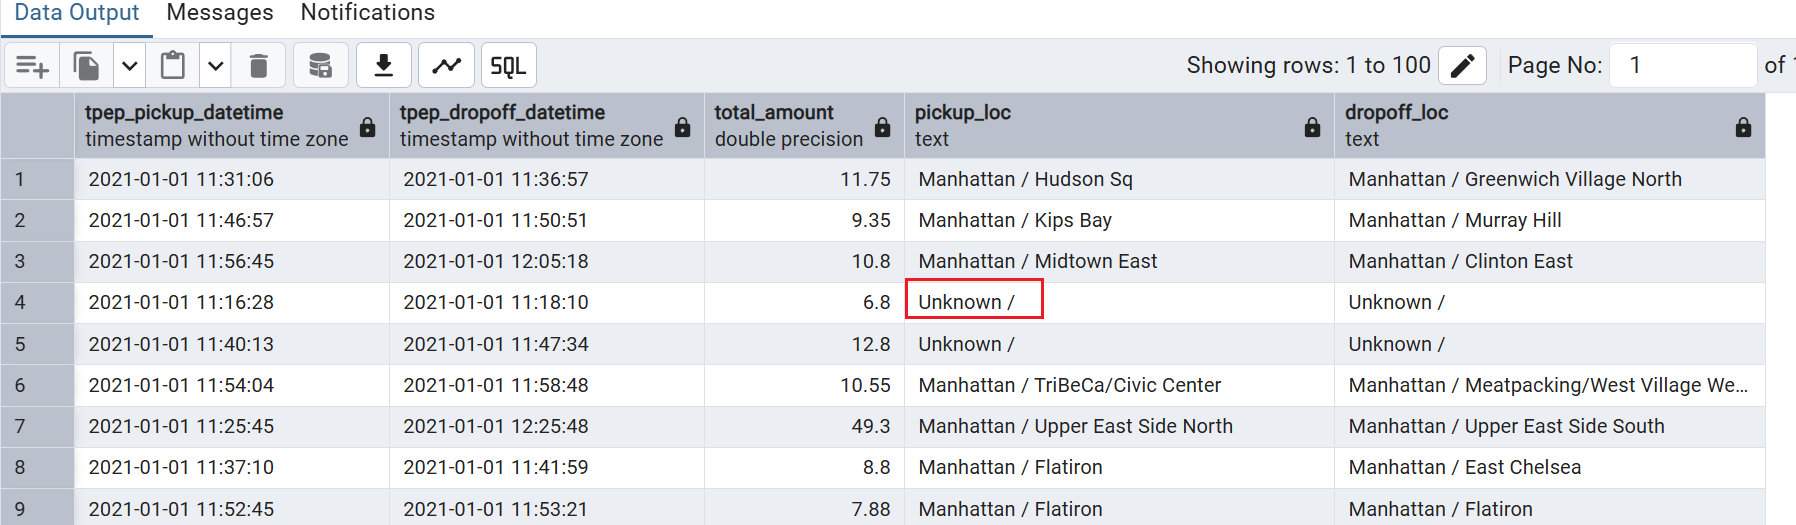 Data Output Messages Notifications
SQL Showing rows: 1 to 100 Page No: 1 of 1
tpep_pickup_datetime tpep_dropoff_datetime total_amount pickup_loc dropoff_loc
timestamp without time zone timestamp without time zone double precision text text
1 2021-01-01 11:31:06 2021-01-01 11:36:57 11.75 Manhattan / Hudson Sq Manhattan / Greenwich Village North
2 2021-01-01 11:46:57 2021-01-01 11:50:51 9.35 Manhattan / Kips Bay Manhattan / Murray Hill
3 2021-01-01 11:56:45 2021-01-01 12:05:18 10.8 Manhattan / Midtown East Manhattan / Clinton East
4 2021-01-01 11:16:28 2021-01-01 11:18:10 6.8 Unknown / Unknown /
5 2021-01-01 11:40:13 2021-01-01 11:47:34 12.8 Unknown / Unknown /
6 2021-01-01 11:54:04 2021-01-01 11:58:48 10.55 Manhattan / TriBeCa/Civic Center Manhattan / Meatpacking/West Village We...
7 2021-01-01 11:25:45 2021-01-01 12:25:48 49.3 Manhattan / Upper East Side North Manhattan / Upper East Side South
8 2021-01-01 11:37:10 2021-01-01 11:41:59 8.8 Manhattan / Flatiron Manhattan / East Chelsea
9 2021-01-01 11:52:45 2021-01-01 11:53:21 7.88 Manhattan / Flatiron Manhattan / Flatiron